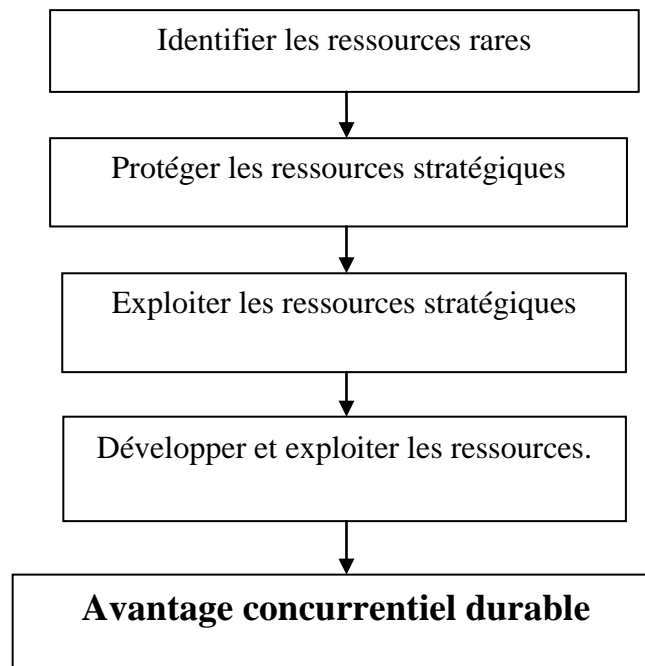 Identifier les ressources rares
Protéger les ressources stratégiques
Exploiter les ressources stratégiques
Développer et exploiter les ressources.
Avantage concurrentiel durable